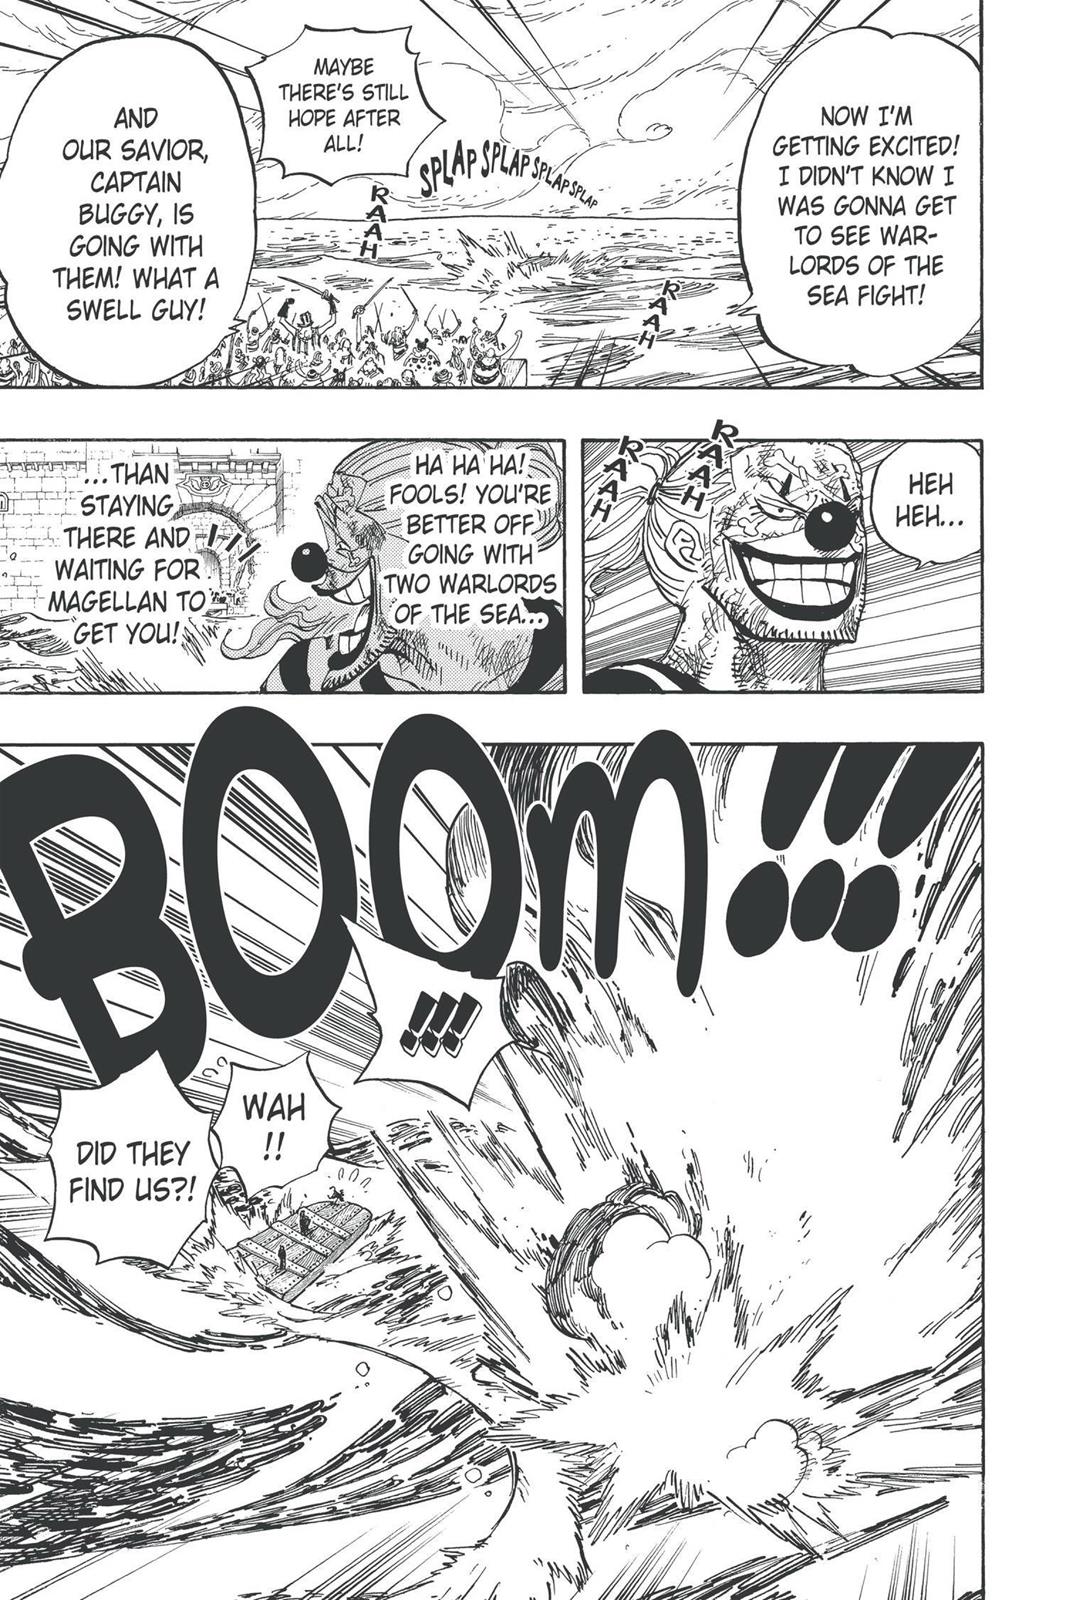 NOW I'M
GETTING EXCITED!
I DIDN'T KNOW I
WAS GONNA GET
TO SEE WAR-
LORDS OF THE
SEA FIGHT!
MAYBE
THERE'S STILL
HOPE AFTER
ALL!
SPLAP SPLAP SPLAP SPLAP
RAAH
RAAH
AND
OUR SAVIOR,
CAPTAIN
BUGGY, IS
GOING WITH
THEM! WHAT A
SWELL GUY!
HEH
HEH...
RAAH
RAAH
HA HA HA!
FOOLS! YOU'RE
BETTER OFF
GOING WITH
TWO WARLORDS
OF THE SEA...
...THAN
STAYING
THERE AND
WAITING FOR
MAGELLAN TO
GET YOU!
BOOM!!!
!!!
WAH
!!
DID THEY
FIND US?!